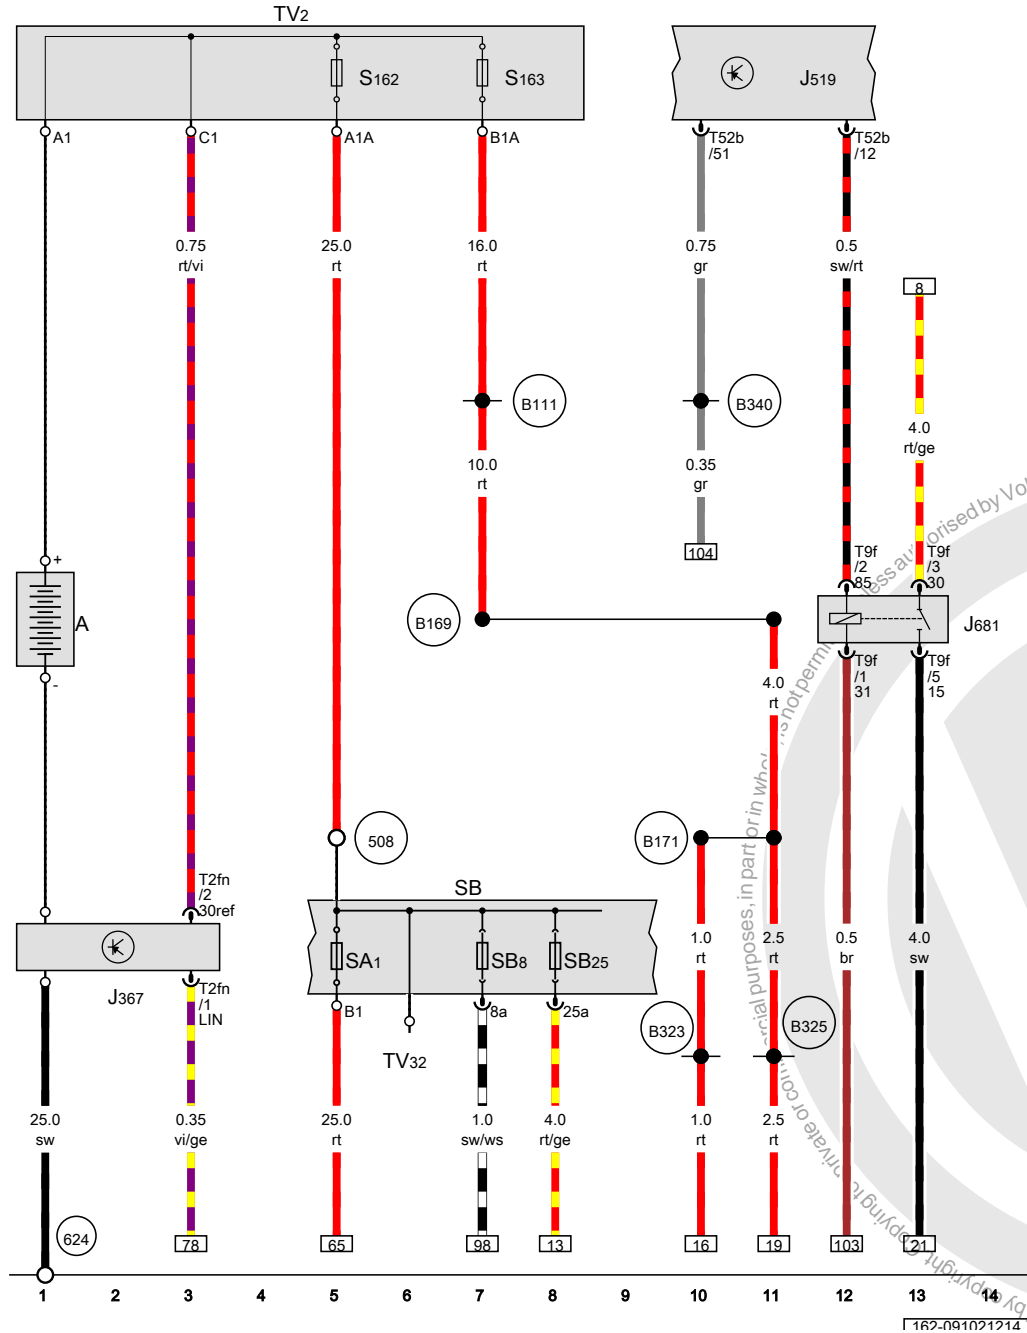 TV2
S162
S163
J519
A1
C1
A1A
B1A
T52b
/51
T52b
/12
0.75
rt/vi
25.0
rt
16.0
rt
0.75
gr
0.5
sw/rt
8
B111
B340
4.0
rt/ge
10.0
rt
0.35
gr
104
T9f
/2
85
T9f
/3
30
+
A
-
B169
J681
T9f
/1
31
T9f
/5
15
4.0
rt
508
B171
T2fn
/2
30ref
SB
SA1
SB8
SB25
1.0
rt
2.5
rt
0.5
br
4.0
sw
J367
T2fn
/1
LIN
B1
8a
25a
TV32
B323
B325
25.0
sw
0.35
vi/ge
25.0
rt
1.0
sw/ws
4.0
rt/ge
1.0
rt
2.5
rt
624
78
65
98
13
16
19
103
21
1 2 3 4 5 6 7 8 9 10 11 12 13 14
162-091021214